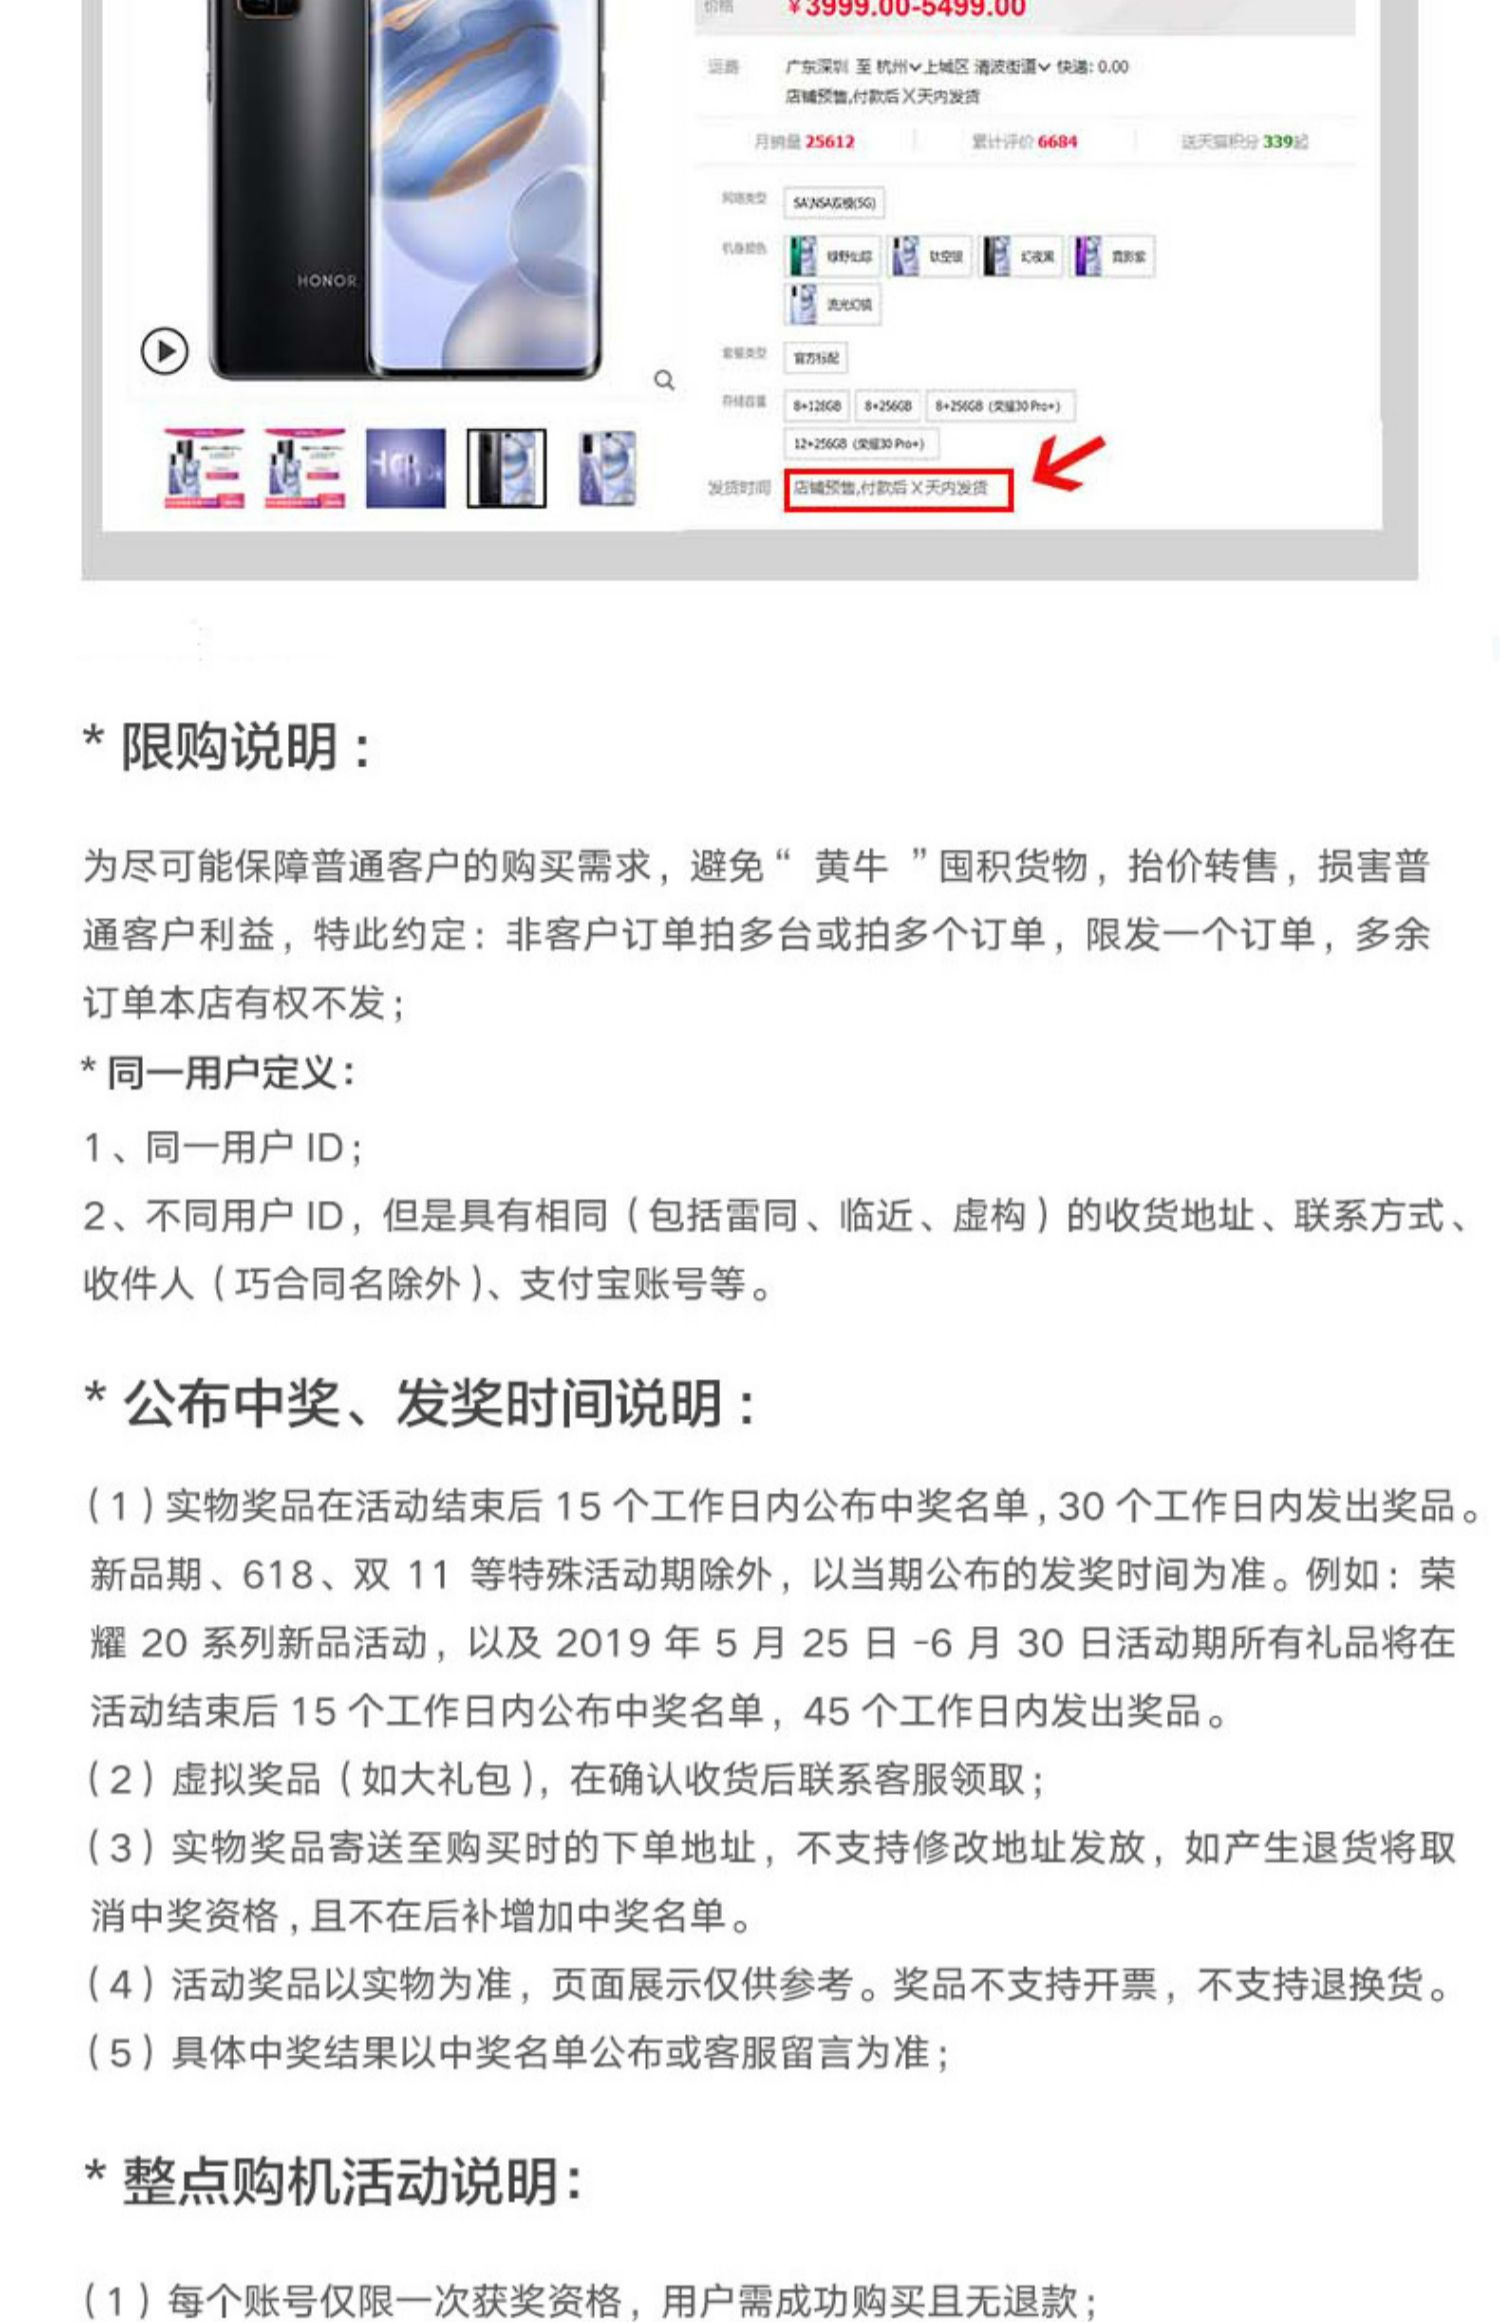 价格 ¥3999.00-5499.00
运费 广东深圳 至 杭州 上城区 清波街道 快递: 0.00
店铺预售,付款后X天内发货
月销量 25612 累计评价 6684 送天猫积分 339起
网络类型 SA\NSA双模(5G)
机身颜色 绿野仙踪 钛空银 幻夜黑 霓影紫
流光幻镜
HONOR
套餐类型 官方标配
存储容量 8+128GB 8+256GB 8+256GB (荣耀30 Pro+)
12+256GB (荣耀30 Pro+)
发货时间 店铺预售,付款后X天内发货
* 限购说明：
为尽可能保障普通客户的购买需求，避免“ 黄牛 ”囤积货物，抬价转售，损害普
通客户利益，特此约定：非客户订单拍多台或拍多个订单，限发一个订单，多余
订单本店有权不发；
* 同一用户定义：
1、同一用户 ID；
2、不同用户 ID，但是具有相同（包括雷同、临近、虚构）的收货地址、联系方式、
收件人（巧合同名除外）、支付宝账号等。
* 公布中奖、发奖时间说明：
（1）实物奖品在活动结束后 15 个工作日内公布中奖名单，30 个工作日内发出奖品。
新品期、618、双 11 等特殊活动期除外，以当期公布的发奖时间为准。例如：荣
耀 20 系列新品活动，以及 2019 年 5 月 25 日 -6 月 30 日活动期所有礼品将在
活动结束后 15 个工作日内公布中奖名单，45 个工作日内发出奖品。
（2）虚拟奖品（如大礼包），在确认收货后联系客服领取；
（3）实物奖品寄送至购买时的下单地址，不支持修改地址发放，如产生退货将取
消中奖资格，且不在后补增加中奖名单。
（4）活动奖品以实物为准，页面展示仅供参考。奖品不支持开票，不支持退换货。
（5）具体中奖结果以中奖名单公布或客服留言为准；
* 整点购机活动说明：
（1）每个账号仅限一次获奖资格，用户需成功购买且无退款；